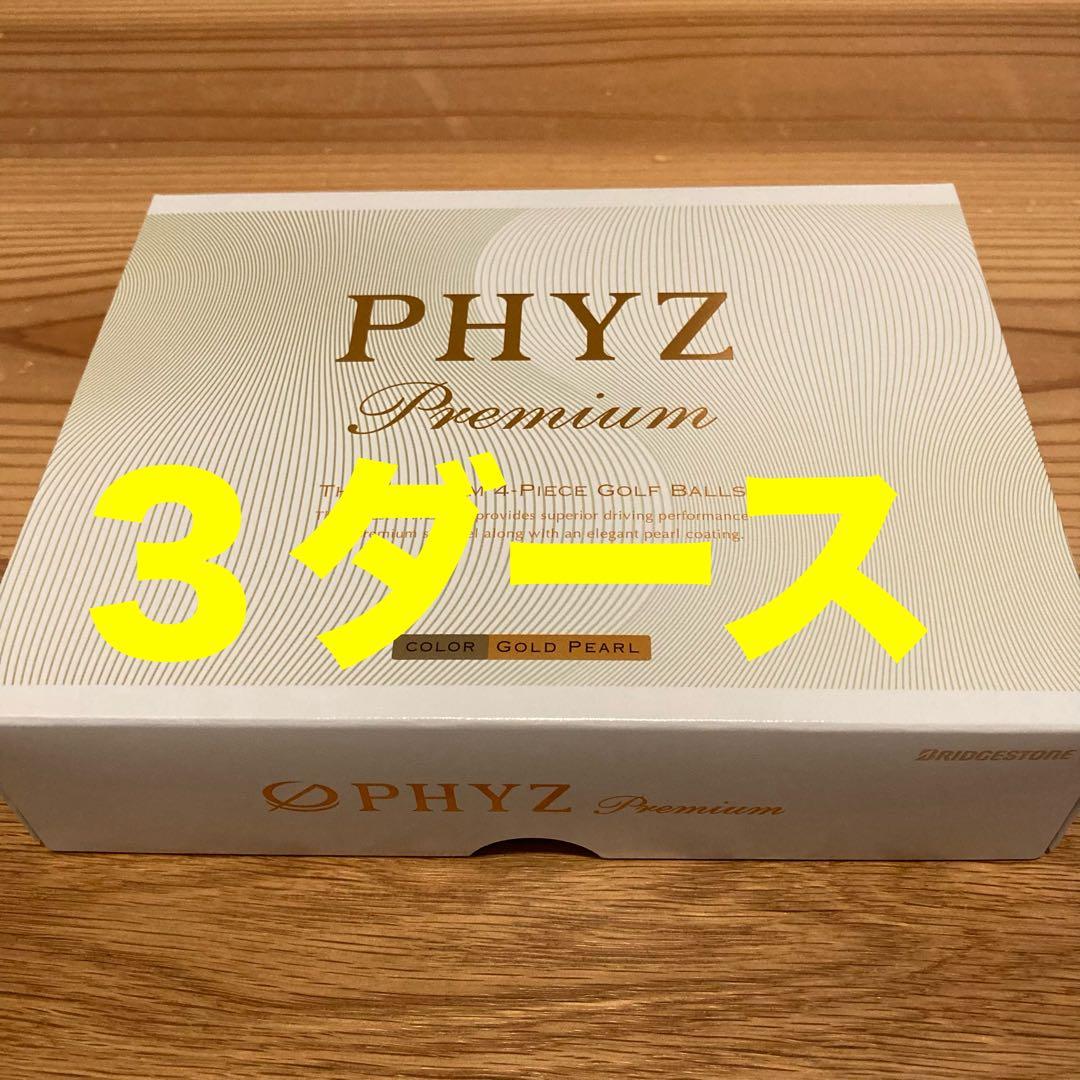 PHYZ
Premium
4-PIECE GOLF BALLS
provides superior driving performance
along with an elegant pearl coating.
3ダース
COLOR GOLD PEARL
BRIDGESTONE
PHYZ Premium